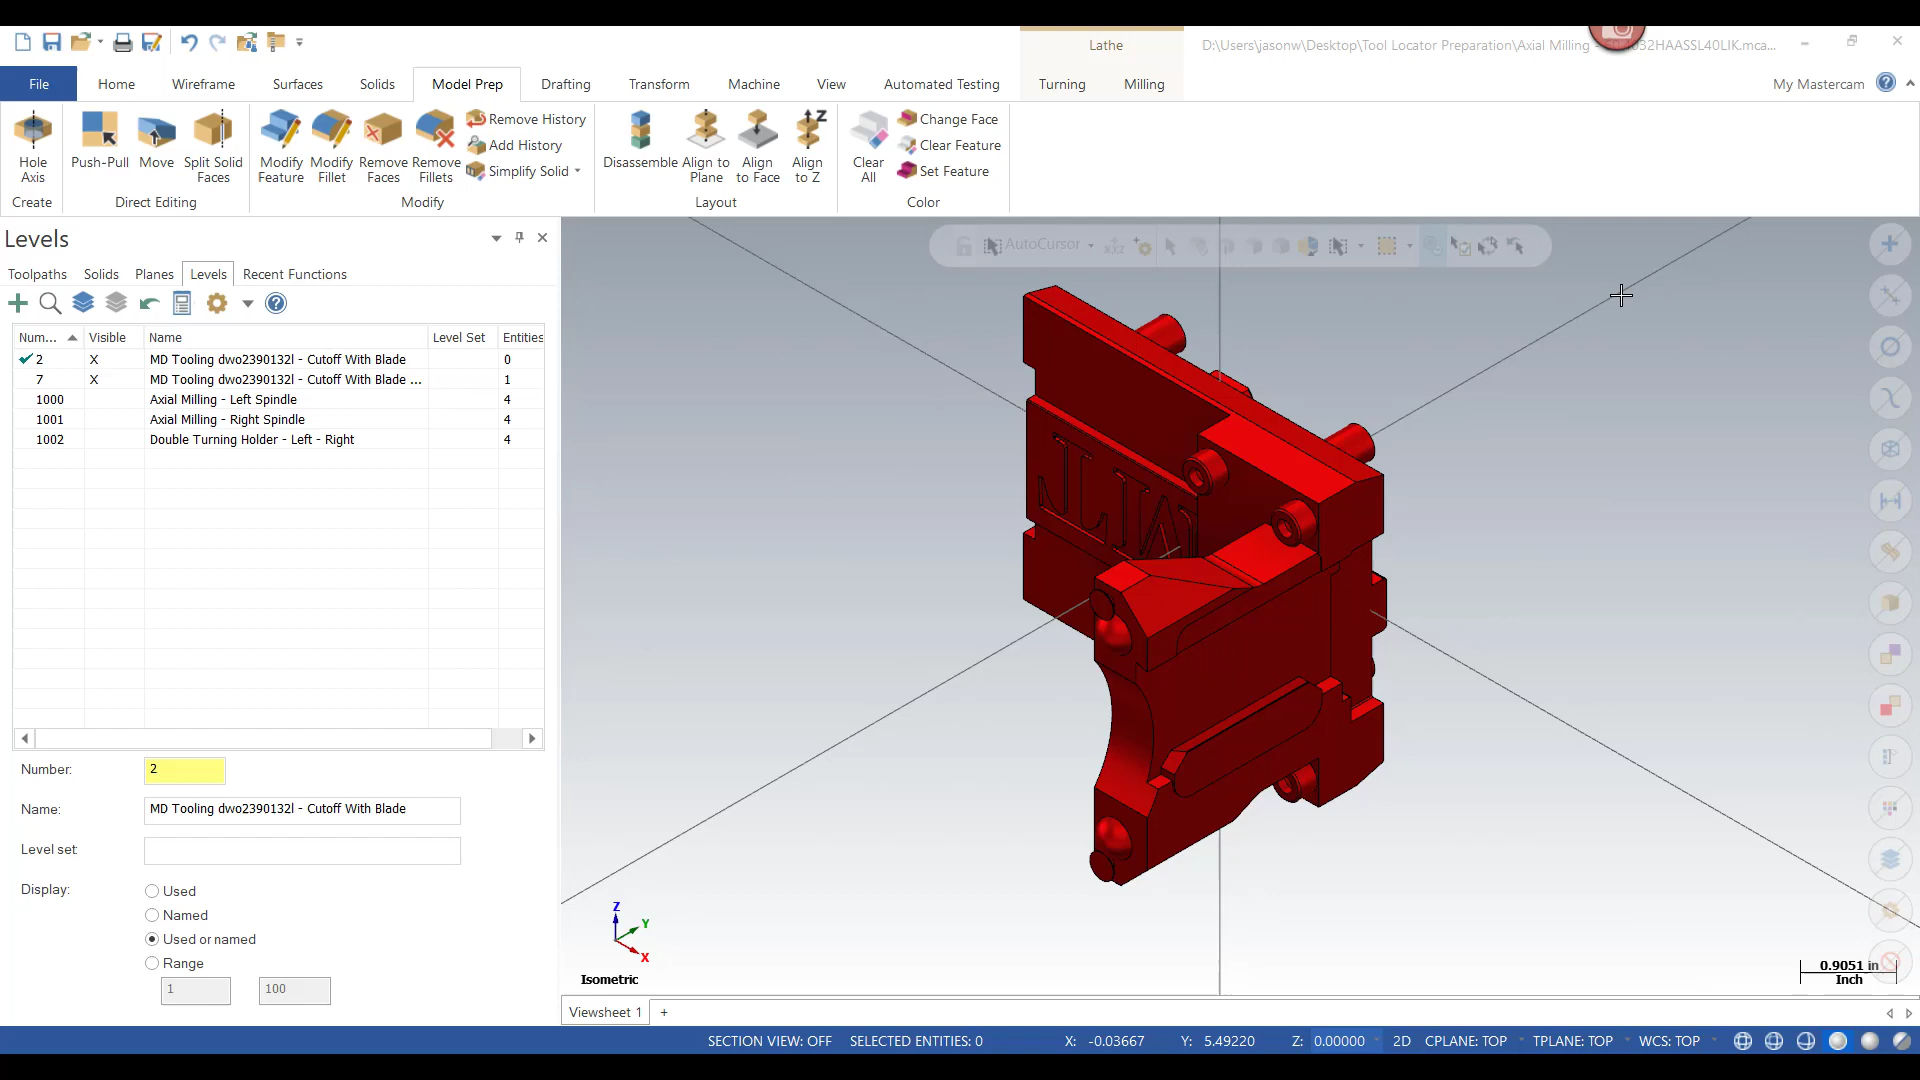 Lathe
D:\Users\jasonw\Desktop\Tool Locator Preparation\Axial Milling - 032HAASSL40LIK.mca...
File Home Wireframe Surfaces Solids Model Prep Drafting Transform Machine View Automated Testing Turning Milling My Mastercam
Hole Axis
Push-Pull
Move
Split Solid Faces
Modify Feature
Modify Fillet
Remove Faces
Remove Fillets
Remove History
Add History
Simplify Solid
Disassemble
Align to Plane
Align to Face
Align to Z
Clear All
Change Face
Clear Feature
Set Feature
Create Direct Editing Modify Layout Color
Levels
Toolpaths Solids Planes Levels Recent Functions
AutoCursor
Num... Visible Name Level Set Entities
2 X MD Tooling dwo2390132l - Cutoff With Blade 0
7 X MD Tooling dwo2390132l - Cutoff With Blade ... 1
1000 Axial Milling - Left Spindle 4
1001 Axial Milling - Right Spindle 4
1002 Double Turning Holder - Left - Right 4
Number: 2
Name: MD Tooling dwo2390132l - Cutoff With Blade
Level set:
Display:
Used
Named
Used or named
Range
1 100
Z
Y
X
Isometric
0.9051 in
Inch
Viewsheet 1 +
SECTION VIEW: OFF SELECTED ENTITIES: 0 X: -0.03667 Y: 5.49220 Z: 0.00000 2D CPLANE: TOP TPLANE: TOP WCS: TOP